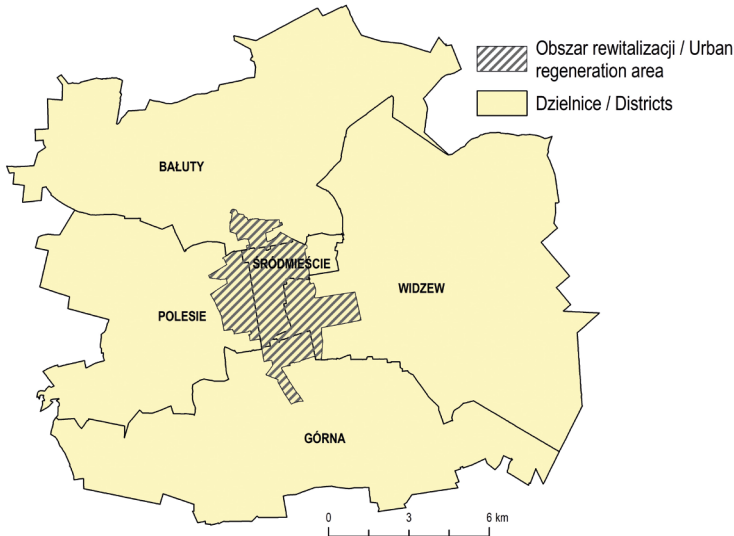 Obszar rewitalizacji / Urban
regeneration area
Dzielnice / Districts
BAŁUTY
ŚRÓDMIEŚCIE
WIDZEW
POLESIE
GÓRNA
0 3 6 km